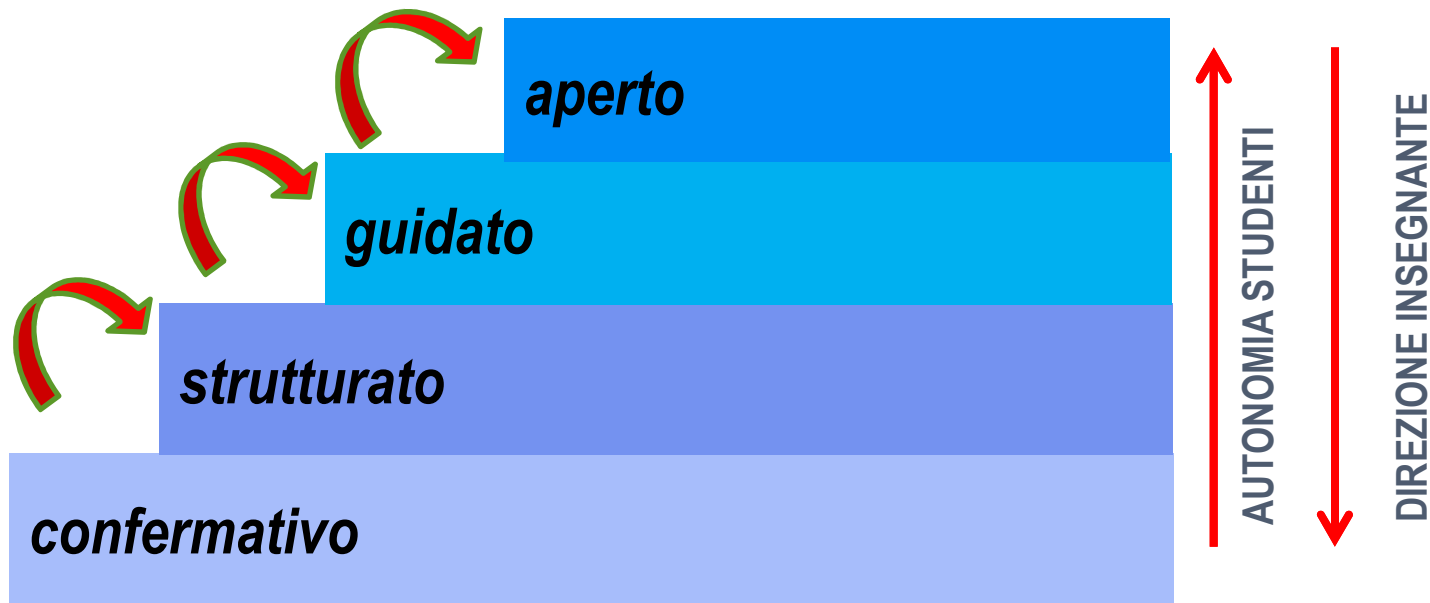 aperto
guidato
strutturato
confermativo
AUTONOMIA STUDENTI
DIREZIONE INSEGNANTE